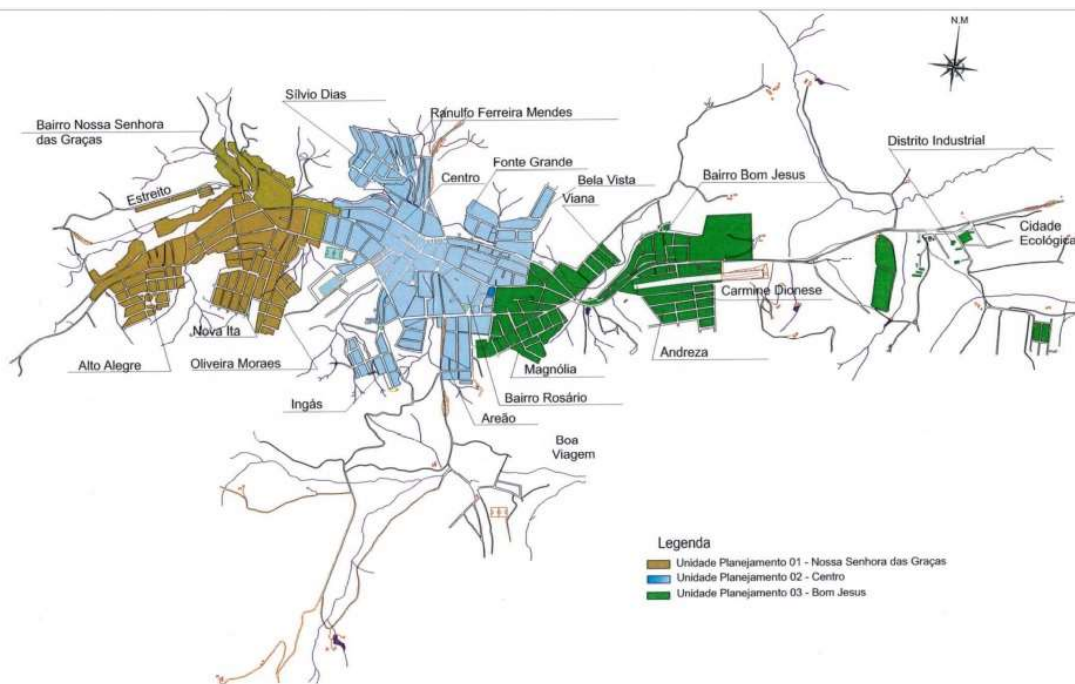 N.M
Sílvio Dias
Ranulfo Ferreira Mendes
Bairro Nossa Senhora
das Graças
Distrito Industrial
Fonte Grande
Centro
Bela Vista
Bairro Bom Jesus
Estreito
Viana
Cidade
Ecológica
Carmine Dionese
Nova Ita
Andreza
Alto Alegre
Oliveira Moraes
Magnólia
Ingás
Bairro Rosário
Areão
Boa
Viagem
Legenda
Unidade Planejamento 01 - Nossa Senhora das Graças
Unidade Planejamento 02 - Centro
Unidade Planejamento 03 - Bom Jesus